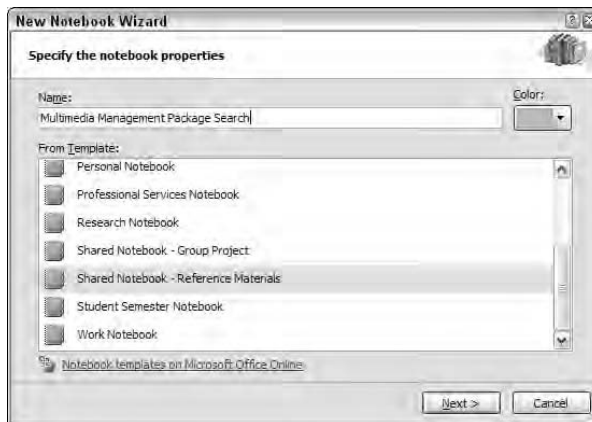 New Notebook Wizard
Specify the notebook properties
Name:
Color:
Multimedia Management Package Search
From Template:
Personal Notebook
Professional Services Notebook
Research Notebook
Shared Notebook - Group Project
Shared Notebook - Reference Materials
Student Semester Notebook
Work Notebook
Notebook templates on Microsoft Office Online
Next >
Cancel